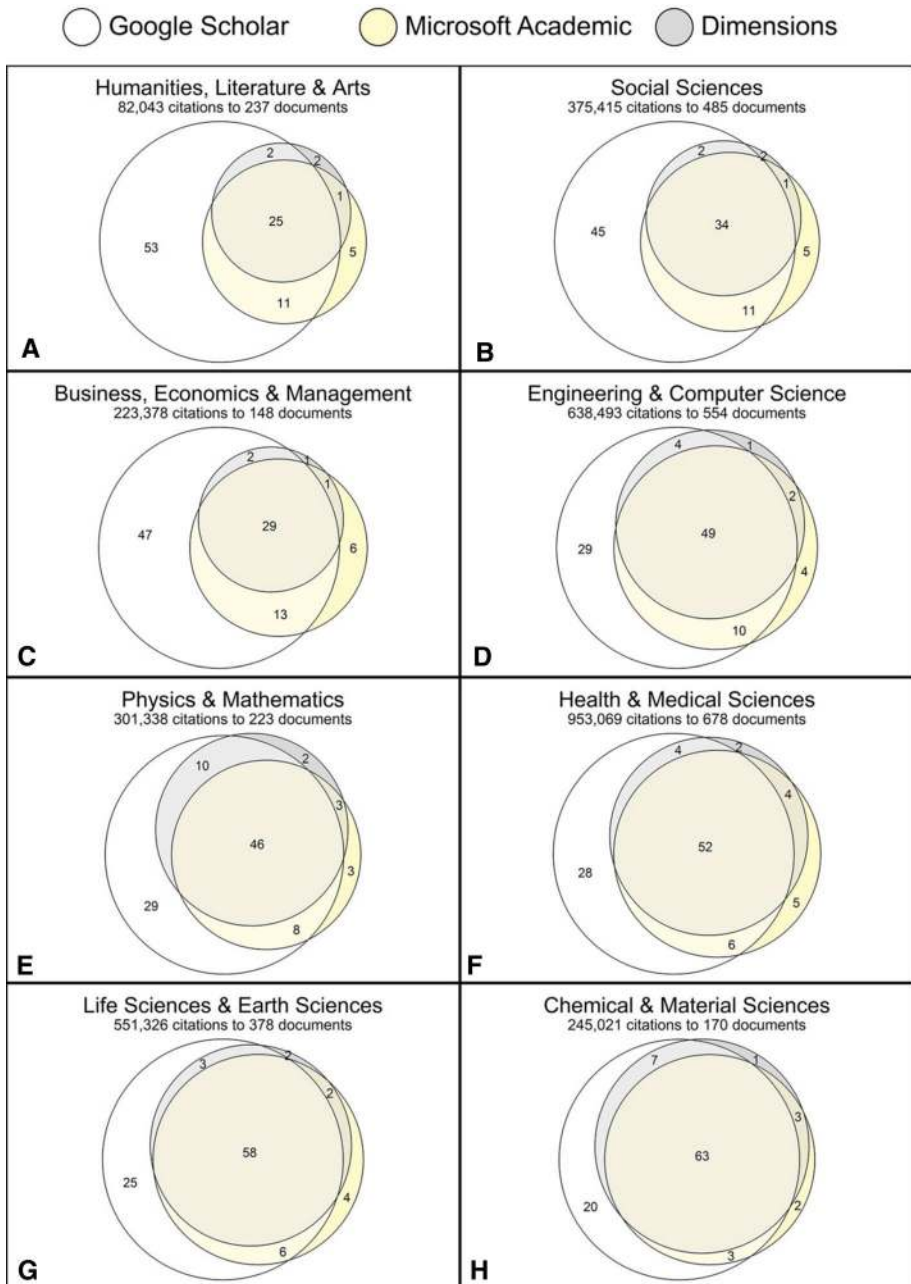 Google Scholar Microsoft Academic Dimensions
Humanities, Literature & Arts
82,043 citations to 237 documents
2
2
1
25
53
5
11
A
Social Sciences
375,415 citations to 485 documents
2
2
1
34
45
5
11
B
Business, Economics & Management
223,378 citations to 148 documents
2
1
1
29
47
6
13
C
Engineering & Computer Science
638,493 citations to 554 documents
4
1
2
49
29
4
10
D
Physics & Mathematics
301,338 citations to 223 documents
10
2
3
46
3
29
8
E
Health & Medical Sciences
953,069 citations to 678 documents
4
2
4
52
28
5
6
F
Life Sciences & Earth Sciences
551,326 citations to 378 documents
3
2
2
58
25
4
6
G
Chemical & Material Sciences
245,021 citations to 170 documents
7
1
3
63
20
2
3
H